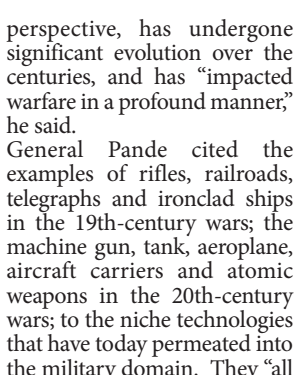 perspective, has undergone
significant evolution over the
centuries, and has “impacted
warfare in a profound manner,”
he said.
General Pande cited the
examples of rifles, railroads,
telegraphs and ironclad ships
in the 19th-century wars; the
machine gun, tank, aeroplane,
aircraft carriers and atomic
weapons in the 20th-century
wars; to the niche technologies
that have today permeated into
the military domain. They “all